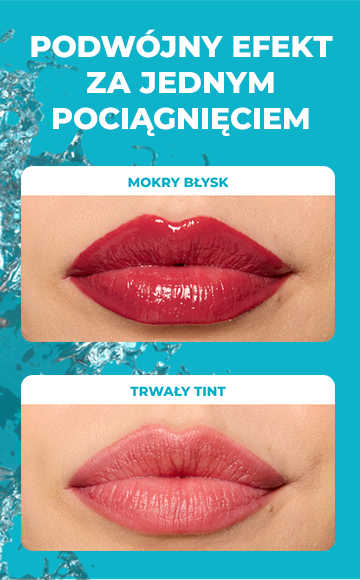 PODWÓJNY EFEKT
ZA JEDNYM
POCIĄGNIĘCIEM
MOKRY BŁYSK
TRWAŁY TINT